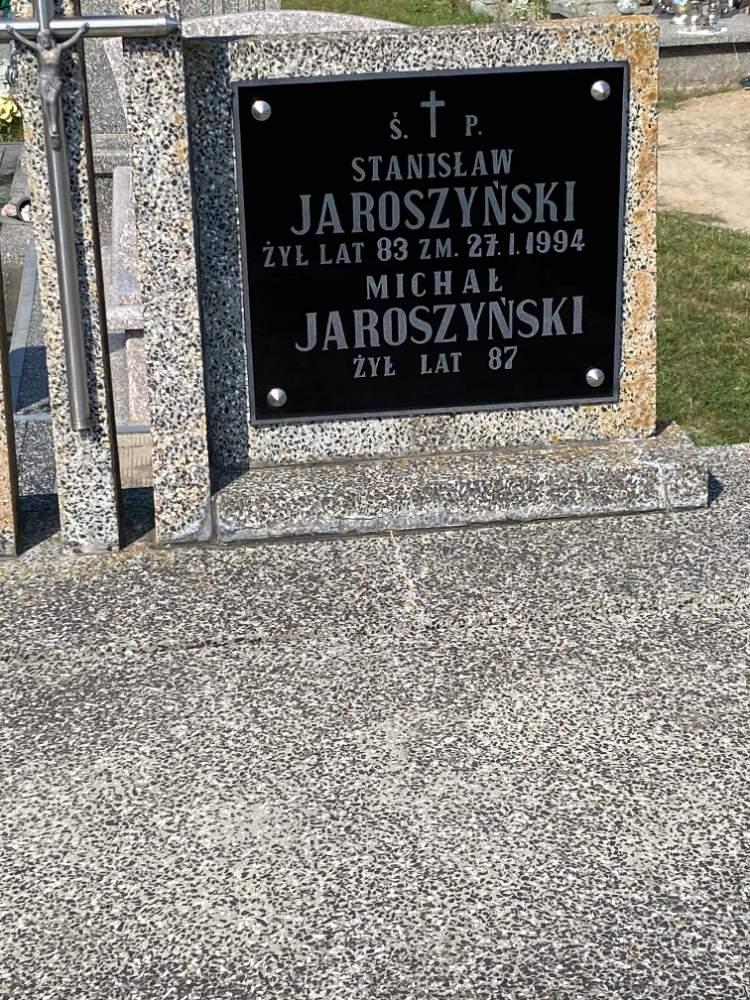 Ś. P.
STANISŁAW
JAROSZYŃSKI
ŻYŁ LAT 83 ZM. 27. I. 1994
MICHAŁ
JAROSZYŃSKI
ŻYŁ LAT 87